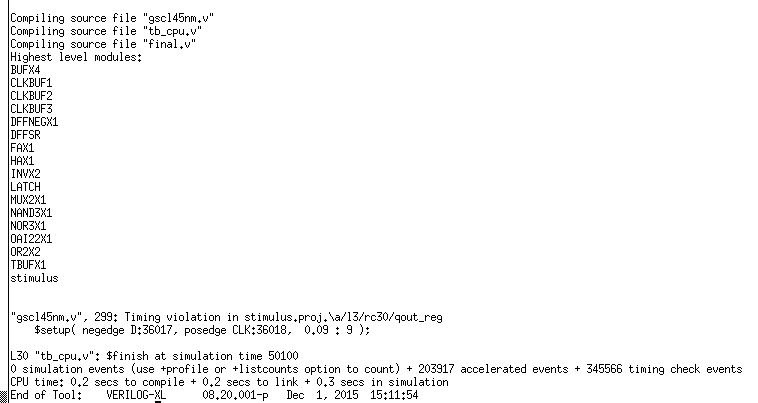 Compiling source file "gscl45nm.v"
Compiling source file "tb_cpu.v"
Compiling source file "final.v"
Highest level modules:
BUFX4
CLKBUF1
CLKBUF2
CLKBUF3
DFFNEGX1
DFFSR
FAX1
HAX1
INVX2
LATCH
MUX2X1
NAND3X1
NOR3X1
OAI22X1
OR2X2
TBUFX1
stimulus
"gscl45nm.v", 299: Timing violation in stimulus.proj.\a/l3/rc30/qout_reg
$setup( negedge D:36017, posedge CLK:36018,  0.09 : 9 );
L30 "tb_cpu.v": $finish at simulation time 50100
0 simulation events (use +profile or +listcounts option to count) + 203917 accelerated events + 345566 timing check events
CPU time: 0.2 secs to compile + 0.2 secs to link + 0.3 secs in simulation
End of Tool:    VERILOG-XL      08.20.001-p   Dec  1, 2015  15:11:54